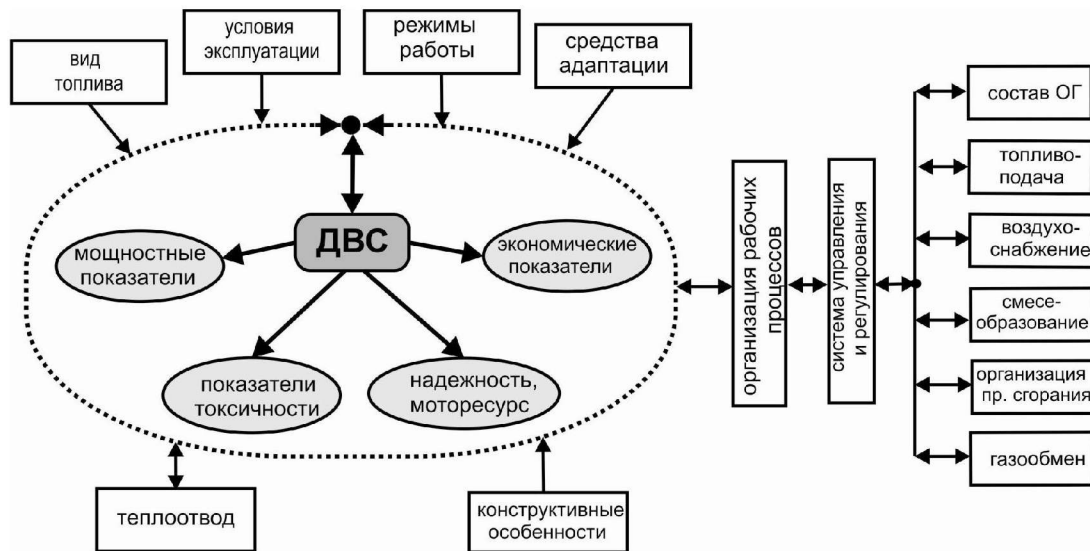 вид
топлива
условия
эксплуатации
режимы
работы
средства
адаптации
ДВС
мощностные
показатели
экономические
показатели
показатели
токсичности
надежность,
моторесурс
теплоотвод
конструктивные
особенности
организация рабочих
процессов
система управления
и регулирования
состав ОГ
топливо-
подача
воздухо-
снабжение
смесе-
образование
организация
пр. сгорания
газообмен